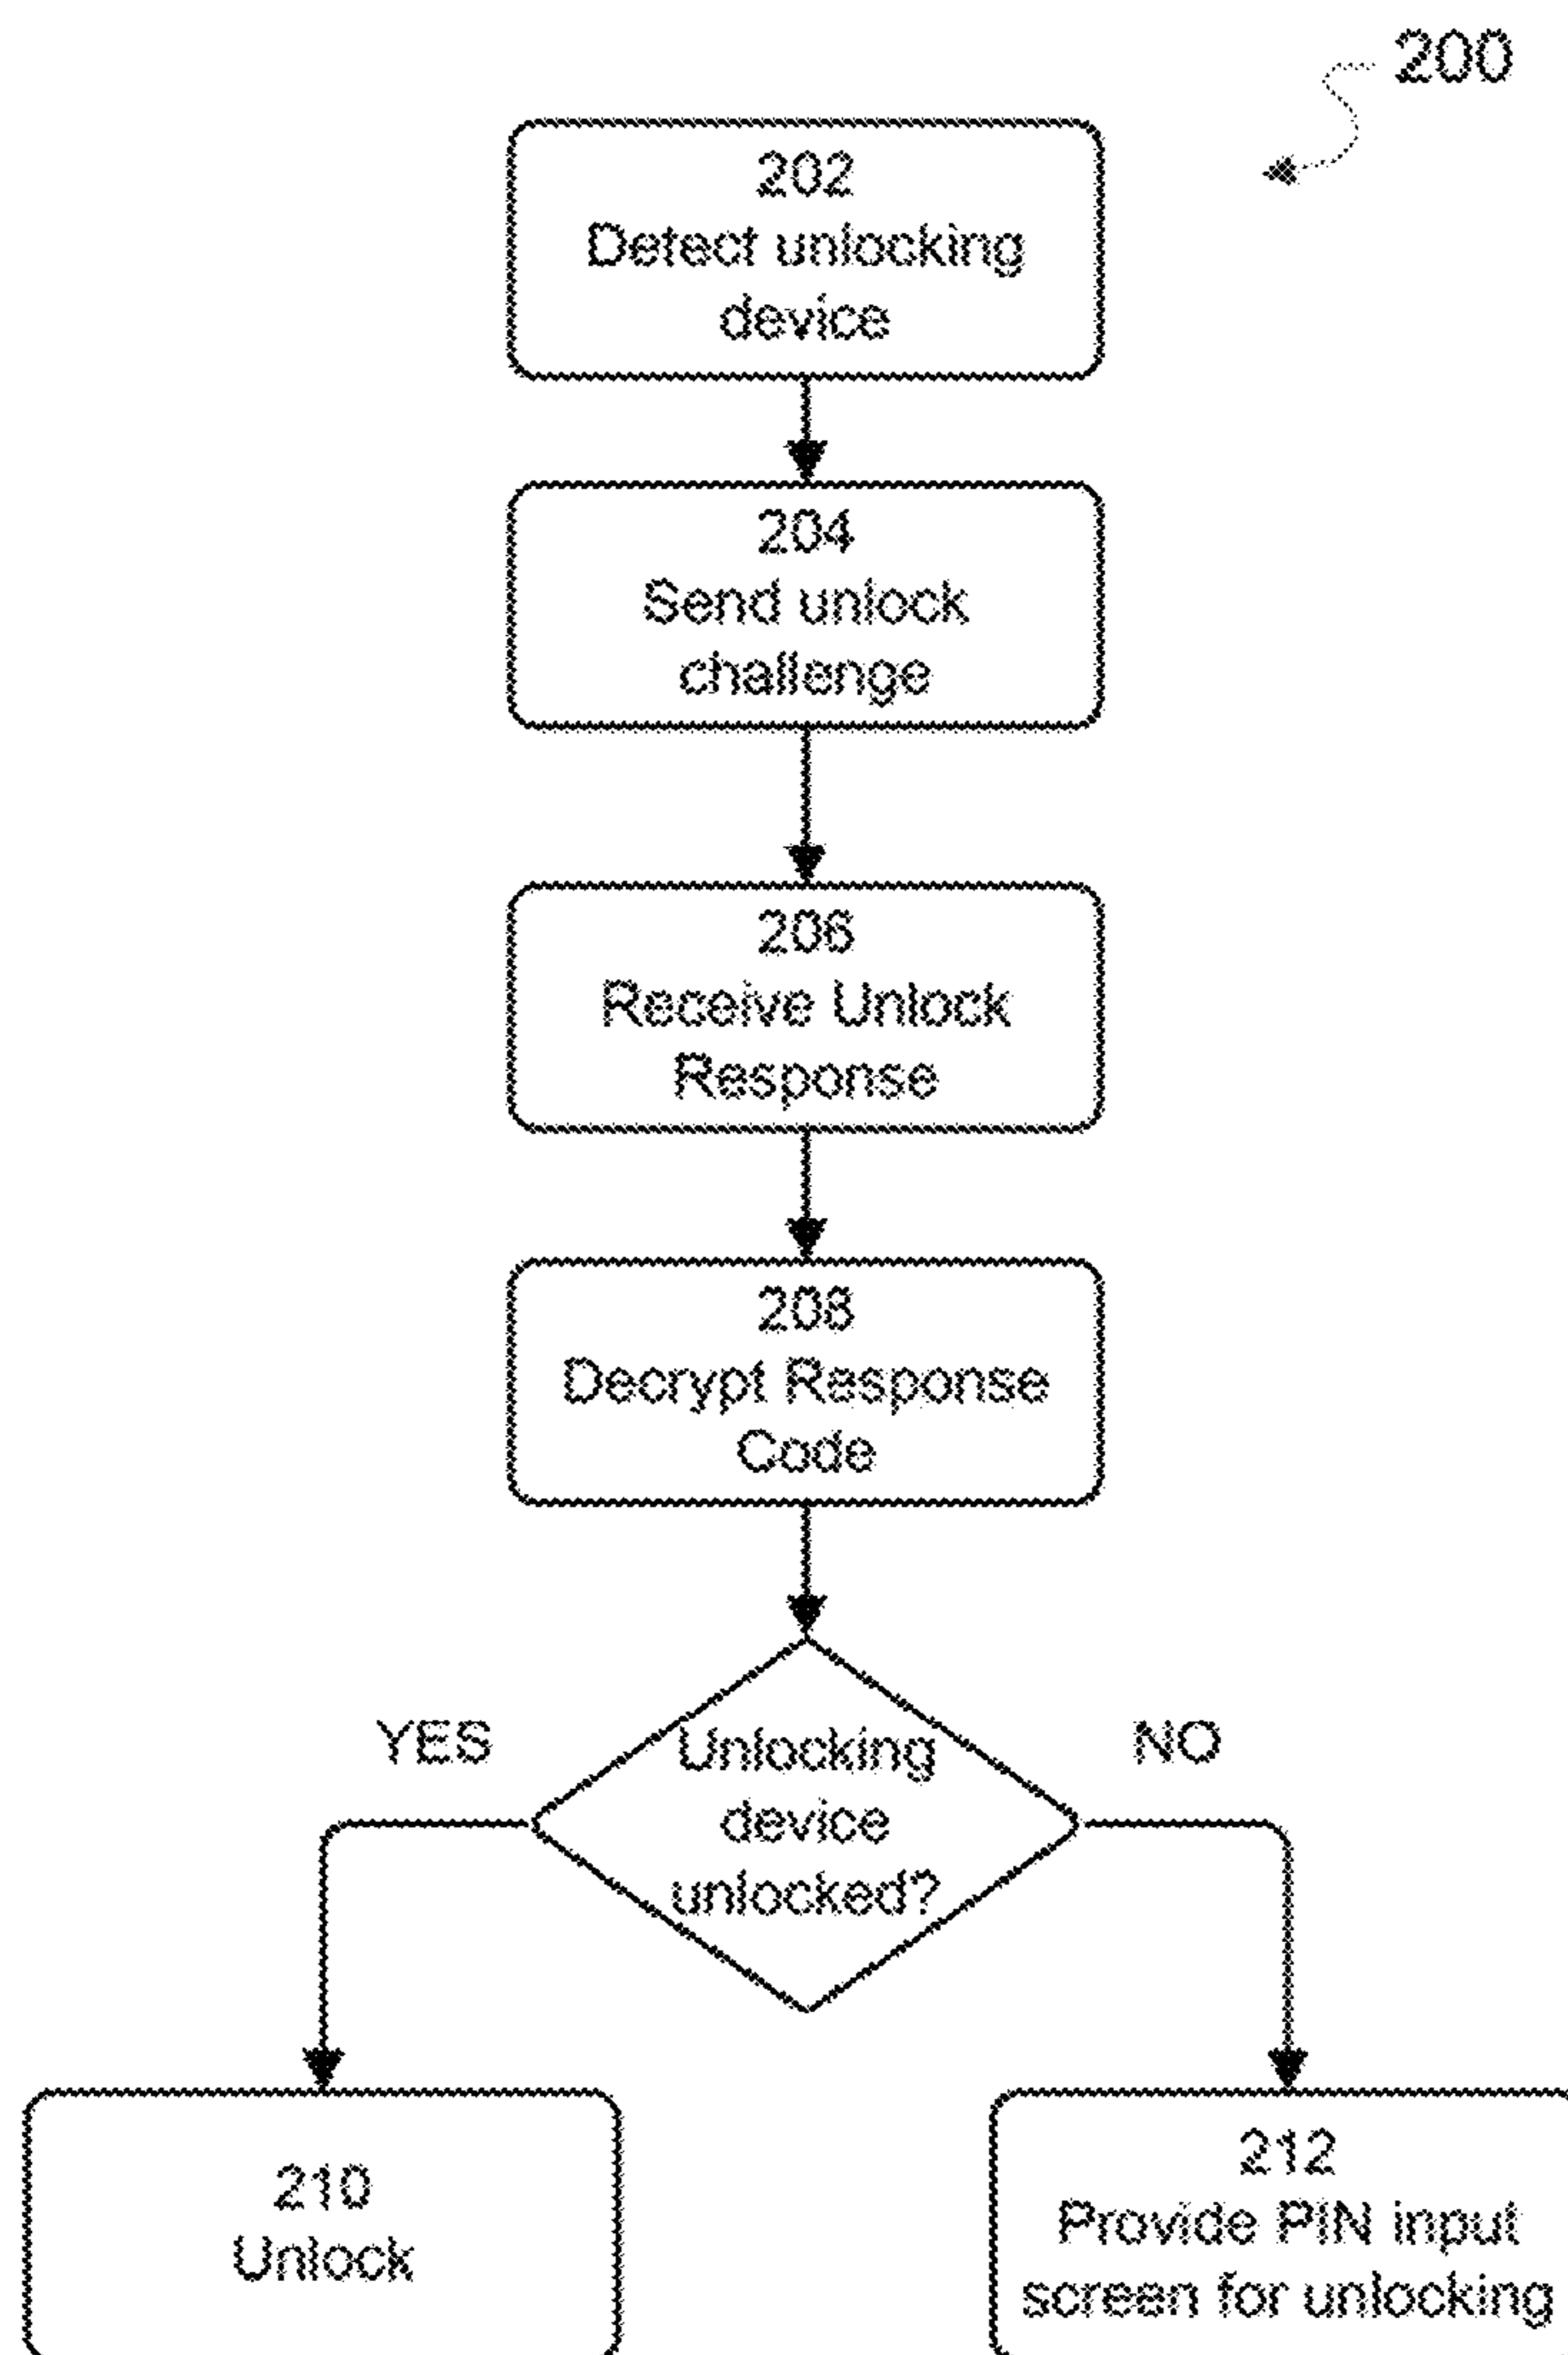 200
202
Detect unlocking
device
204
Send unlock
challenge
206
Receive Unlock
Response
208
Decrypt Response
Code
YES
NO
Unlocking
device
unlocked?
210
Unlock
212
Provide PIN input
screen for unlocking